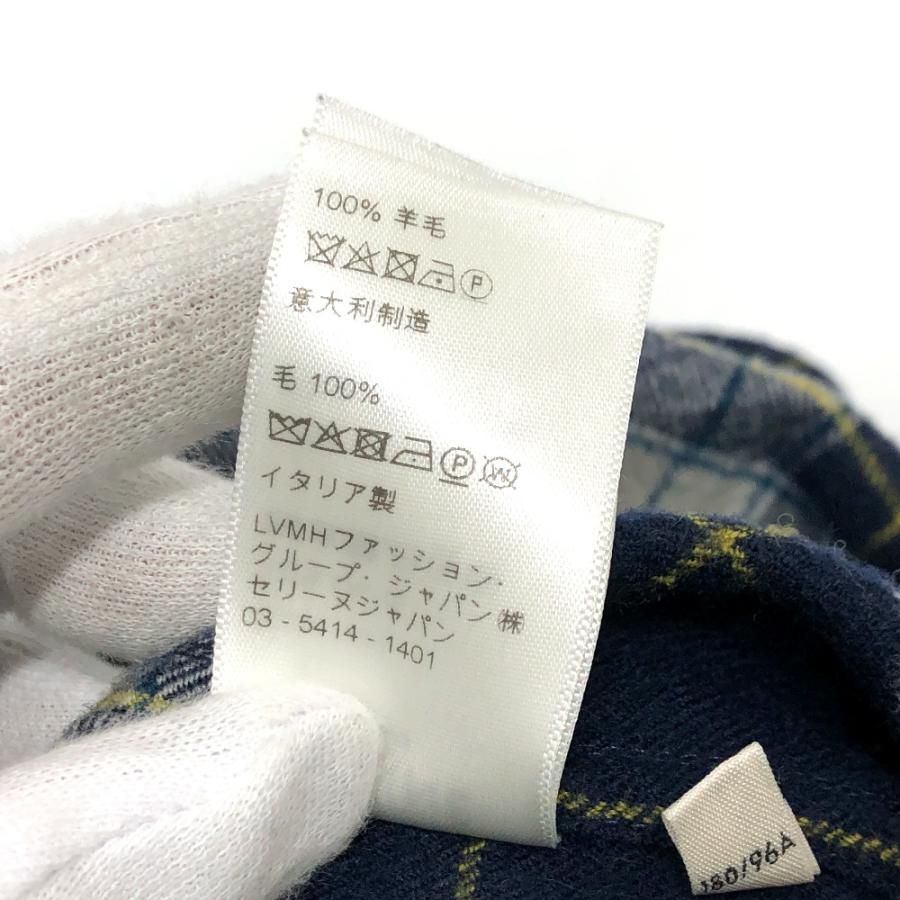 100% 羊毛
P
意大利制造
毛 100%
P W
イタリア製
LVMHファッション・
グループ・ジャパン㈱
セリーヌジャパン
03 - 5414 - 1401
180/96A